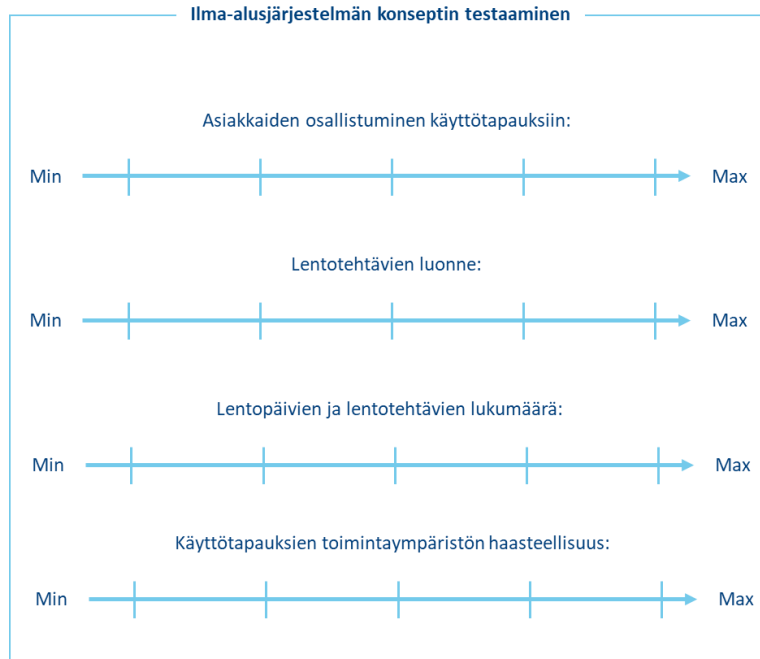 Ilma-alusjärjestelmän konseptin testaaminen
Asiakkaiden osallistuminen käyttötapauksiin:
Min Max
Lentotehtävien luonne:
Min Max
Lentopäivien ja lentotehtävien lukumäärä:
Min Max
Käyttötapauksien toimintaympäristön haasteellisuus:
Min Max